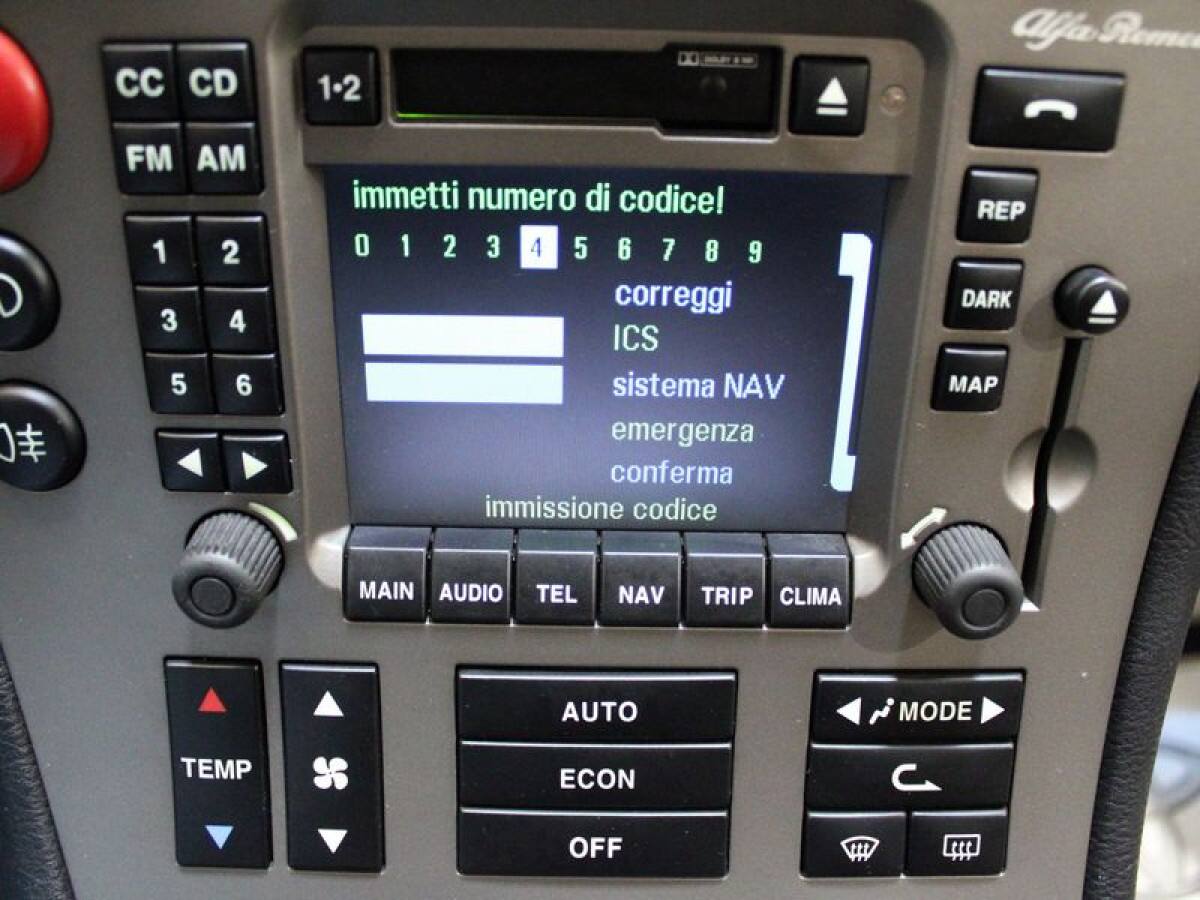 Alfa Romeo
CC CD
FM AM
1•2
DOLBY B NR
immetti numero di codice!
0 1 2 3 4 5 6 7 8 9
correggi
ICS
sistema NAV
emergenza
conferma
immissione codice
1 2
3 4
5 6
REP
DARK
MAP
MAIN AUDIO TEL NAV TRIP CLIMA
TEMP
AUTO
ECON
OFF
MODE